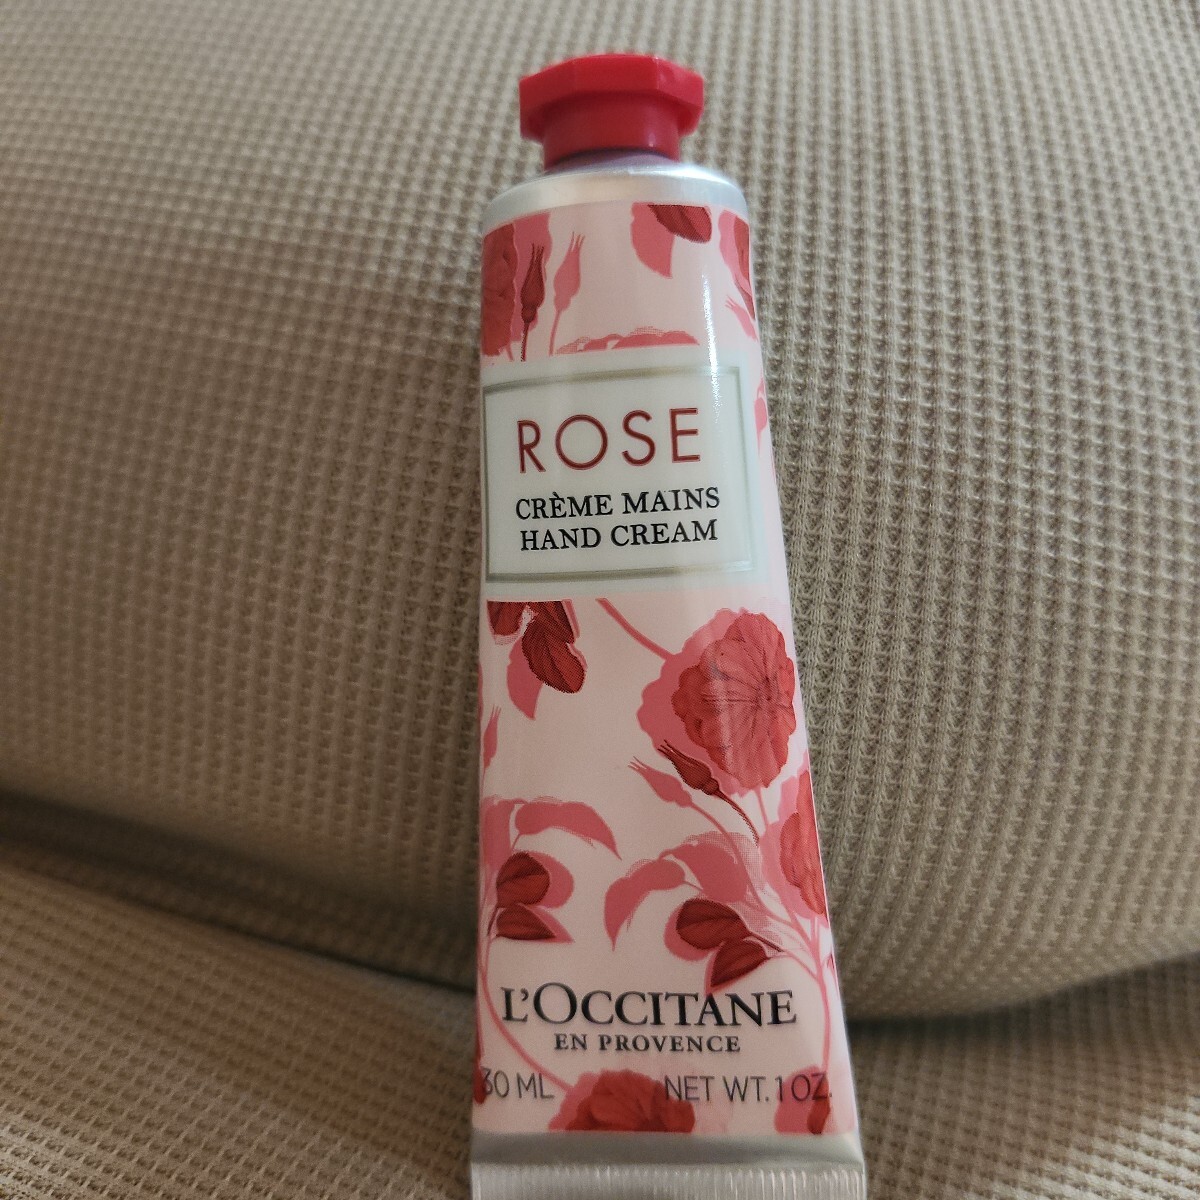 ROSE
CRÈME MAINS
HAND CREAM
L'OCCITANE
EN PROVENCE
30 ML NET WT. 1 OZ.